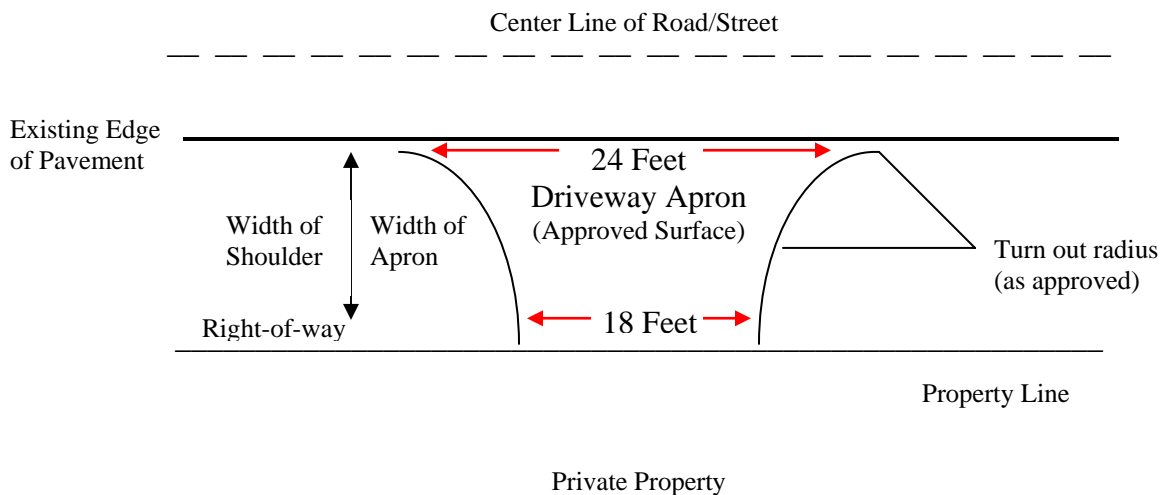 Center Line of Road/Street
Existing Edge
of Pavement
24 Feet
Driveway Apron
(Approved Surface)
Width of
Shoulder
Width of
Apron
Turn out radius
(as approved)
18 Feet
Right-of-way
Property Line
Private Property